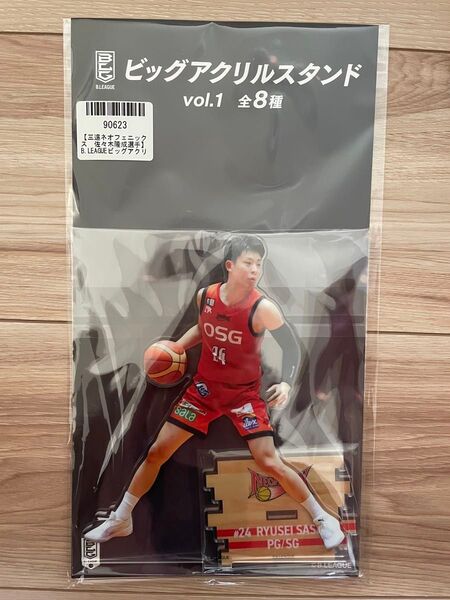 B.LEAGUE
ビッグアクリルスタンド
vol.1 全8種
90623
【三遠ネオフェニック
ス 佐々木隆成選手】
B.LEAGUEビッグアクリ
OSG
sala
#24 RYUSEI SAS
PG/SG
©B.LEAGUE